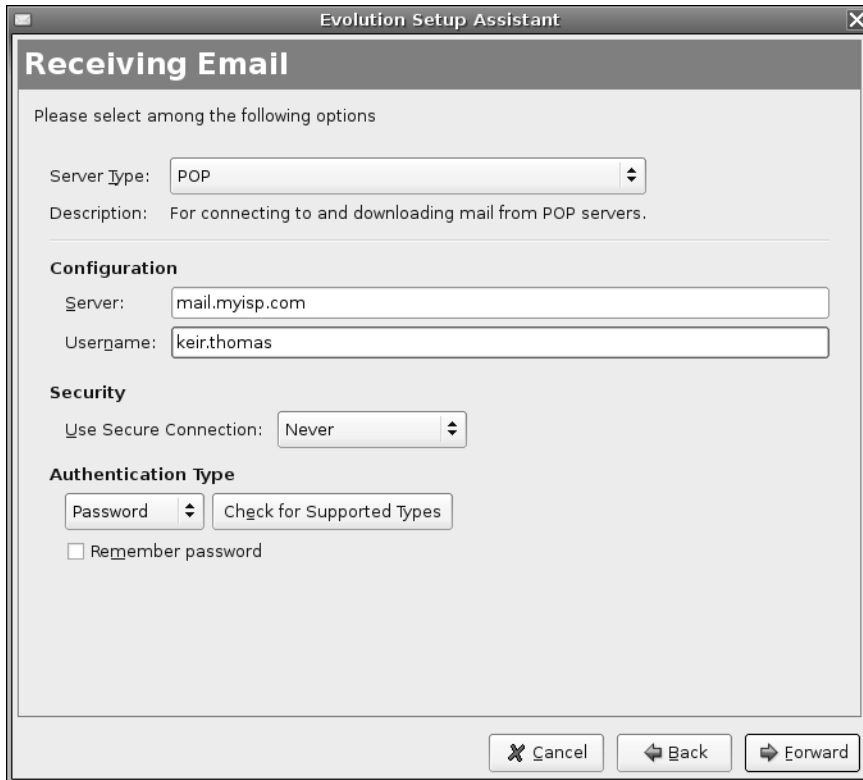 Evolution Setup Assistant
Receiving Email
Please select among the following options
Server Type: POP
Description: For connecting to and downloading mail from POP servers.
Configuration
Server: mail.myisp.com
Username: keir.thomas
Security
Use Secure Connection: Never
Authentication Type
Password Check for Supported Types
Remember password
Cancel Back Forward